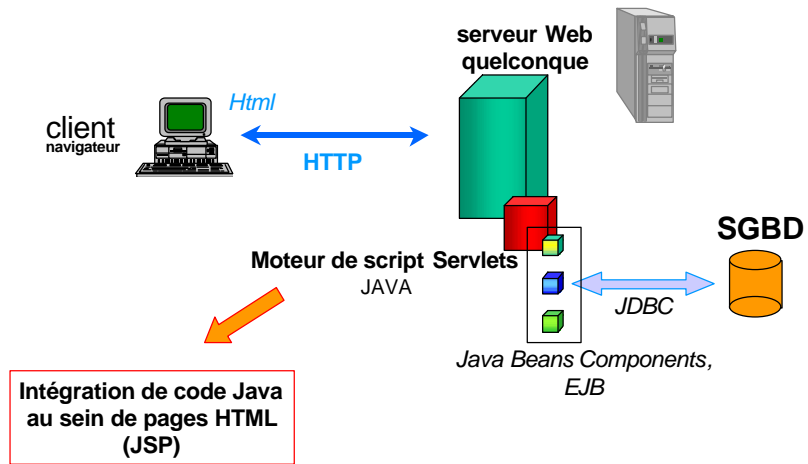 serveur Web
quelconque
Html
client
navigateur
HTTP
SGBD
Moteur de script Servlets
JAVA
JDBC
Java Beans Components,
EJB
Intégration de code Java
au sein de pages HTML
(JSP)